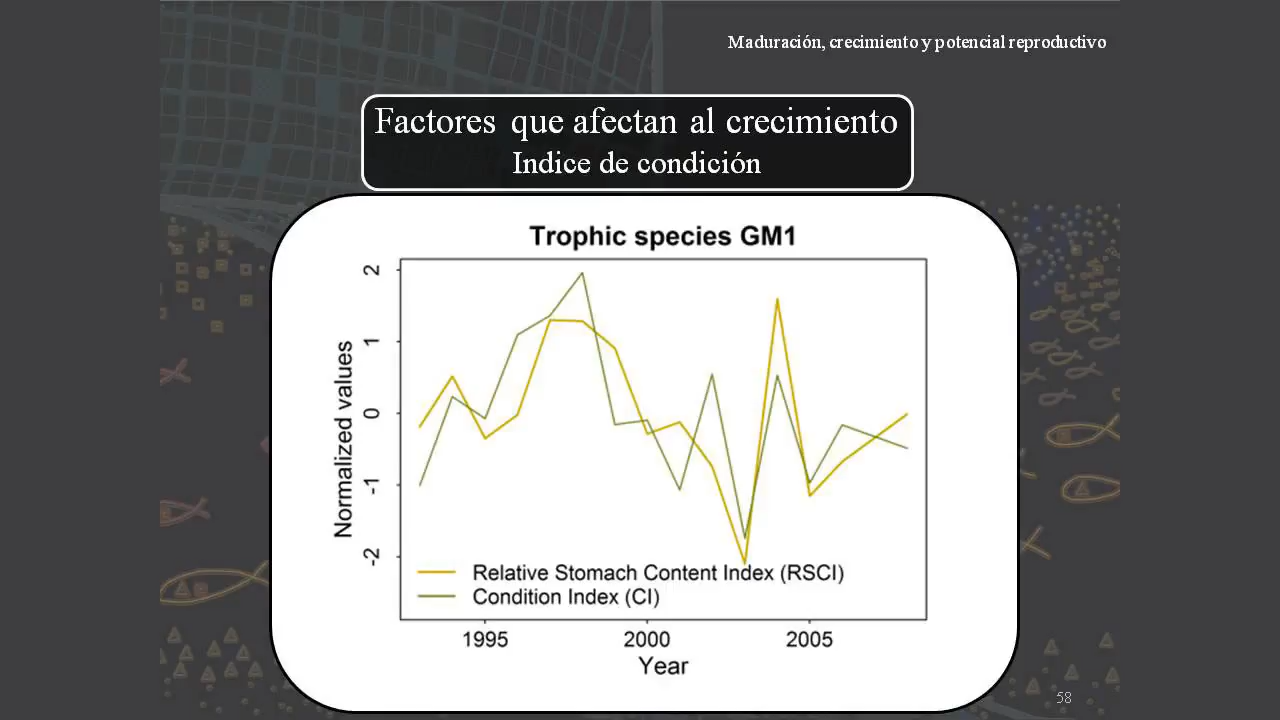 Maduración, crecimiento y potencial reproductivo
Factores que afectan al crecimiento
Indice de condición
Trophic species GM1
2
1
0
-1
-2
Normalized values
Relative Stomach Content Index (RSCI)
Condition Index (CI)
1995 2000 2005
Year
58